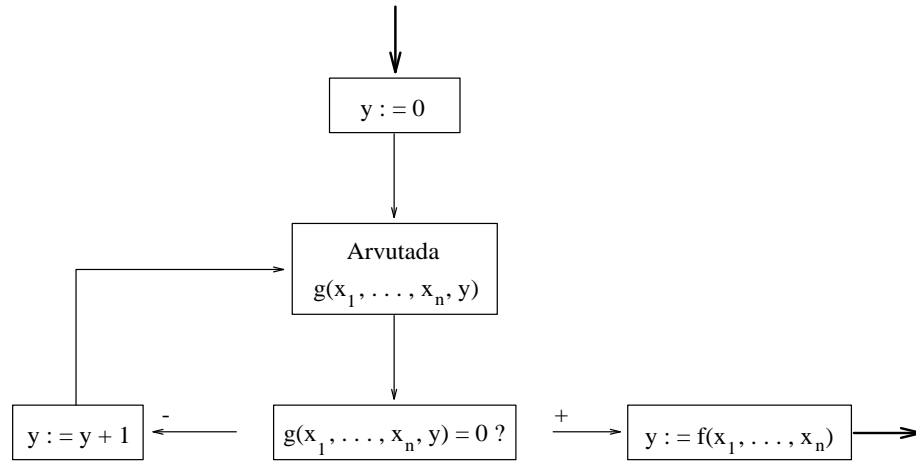 y : = 0
Arvutada
g(x₁, . . . , xₙ, y)
-
+
y : = y + 1
g(x₁, . . . , xₙ, y) = 0 ?
y : = f(x₁, . . . , xₙ)